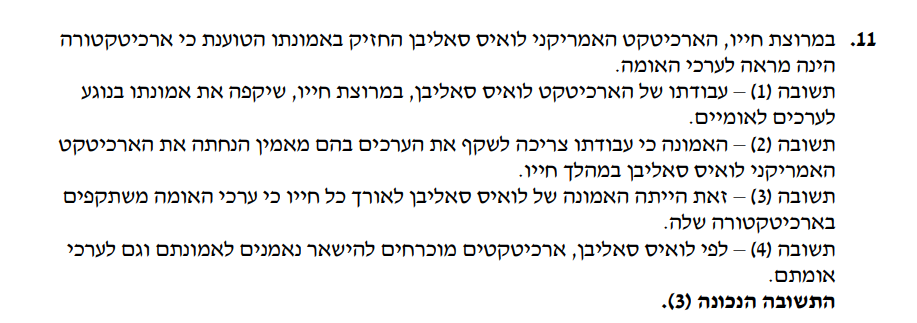 11. במרוצת חייו, הארכיטקט האמריקני לואיס סאליבן החזיק באמונתו הטוענת כי ארכיטקטורה
הינה מראה לערכי האומה.
תשובה (1) – עבודתו של הארכיטקט לואיס סאליבן, במרוצת חייו, שיקפה את אמונתו בנוגע
לערכים לאומיים.
תשובה (2) – האמונה כי עבודתו צריכה לשקף את הערכים בהם מאמין הנחתה את הארכיטקט
האמריקני לואיס סאליבן במהלך חייו.
תשובה (3) – זאת הייתה האמונה של לואיס סאליבן לאורך כל חייו כי ערכי האומה משתקפים
בארכיטקטורה שלה.
תשובה (4) – לפי לואיס סאליבן, ארכיטקטים מוכרחים להישאר נאמנים לאמונתם וגם לערכי
אומתם.
התשובה הנכונה (3).